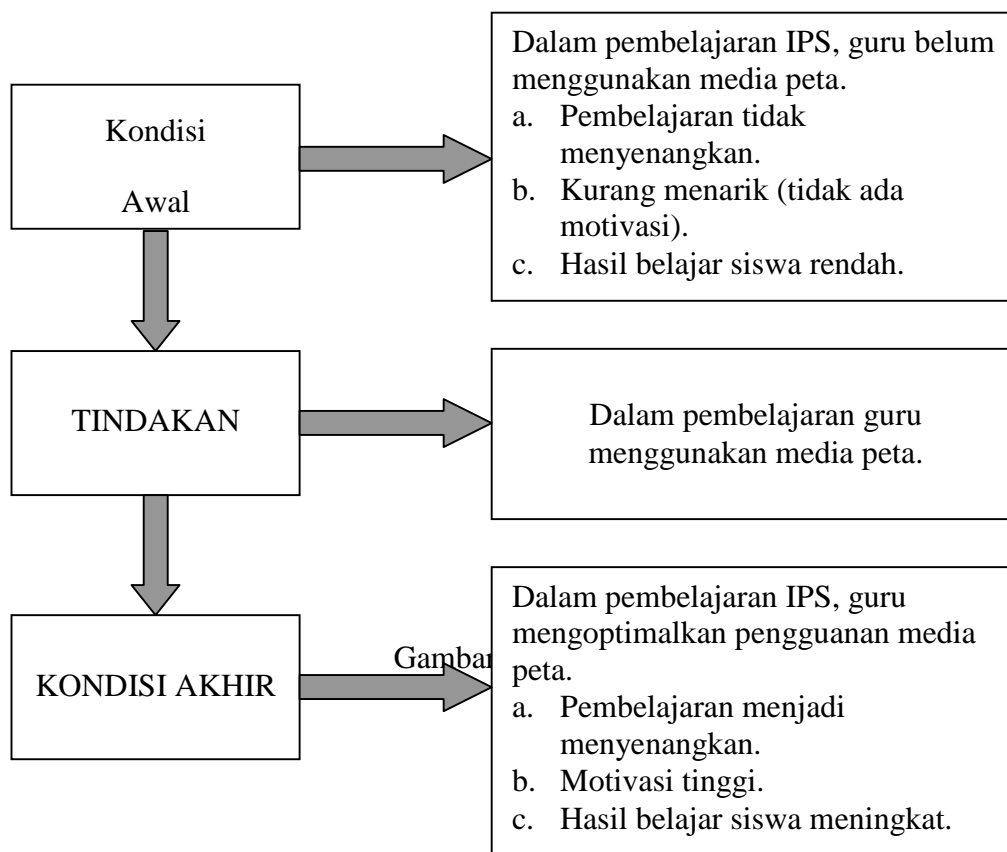 Kondisi
Awal
Dalam pembelajaran IPS, guru belum
menggunakan media peta.
a. Pembelajaran tidak
menyenangkan.
b. Kurang menarik (tidak ada
motivasi).
c. Hasil belajar siswa rendah.
TINDAKAN
Dalam pembelajaran guru
menggunakan media peta.
KONDISI AKHIR
Gambar
Dalam pembelajaran IPS, guru
mengoptimalkan pengguanan media
peta.
a. Pembelajaran menjadi
menyenangkan.
b. Motivasi tinggi.
c. Hasil belajar siswa meningkat.